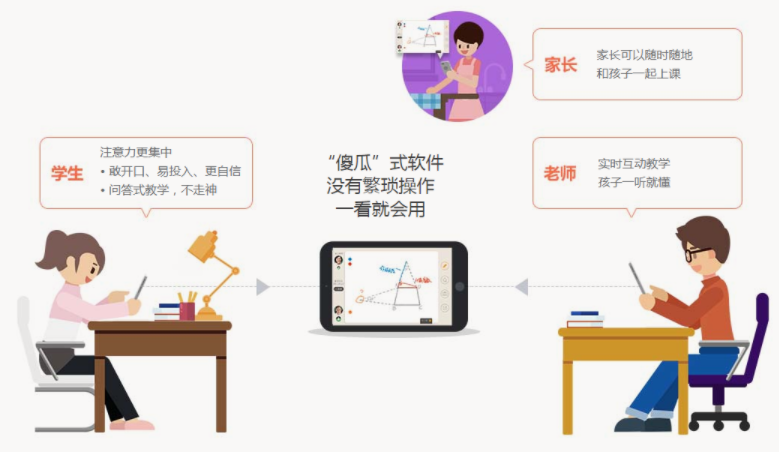 家长
家长可以随时随地
和孩子一起上课
学生
注意力更集中
• 敢开口、易投入、更自信
• 问答式教学，不走神
“傻瓜”式软件
没有繁琐操作
一看就会用
老师
实时互动教学
孩子一听就懂